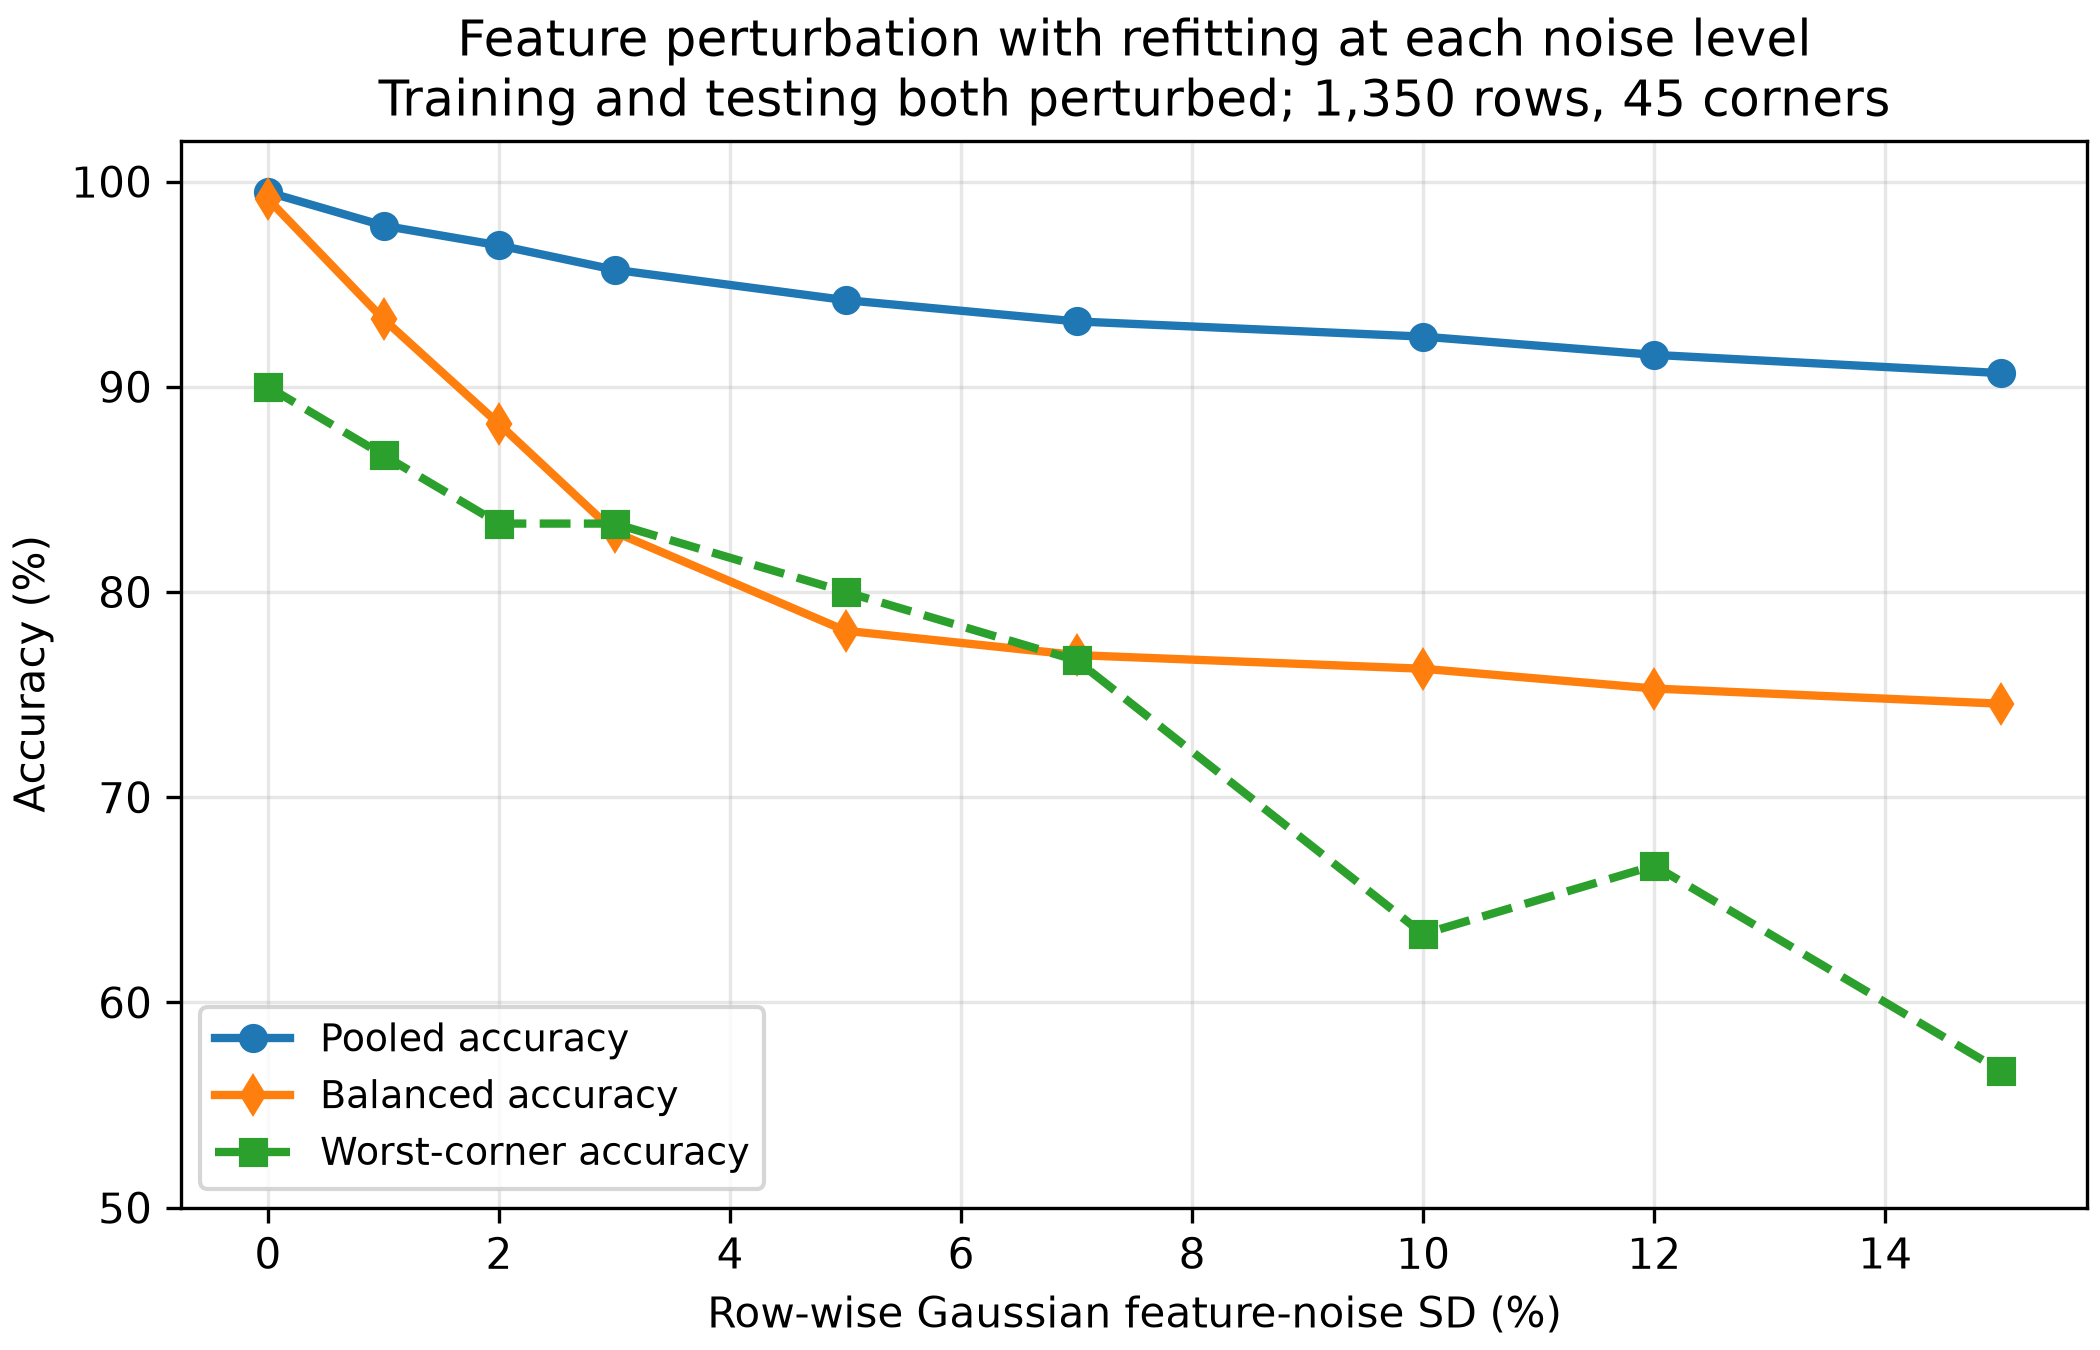 Feature perturbation with refitting at each noise level
Training and testing both perturbed; 1,350 rows, 45 corners
Accuracy (%)
100
90
80
70
60
50
Pooled accuracy
Balanced accuracy
Worst-corner accuracy
0 2 4 6 8 10 12 14
Row-wise Gaussian feature-noise SD (%)